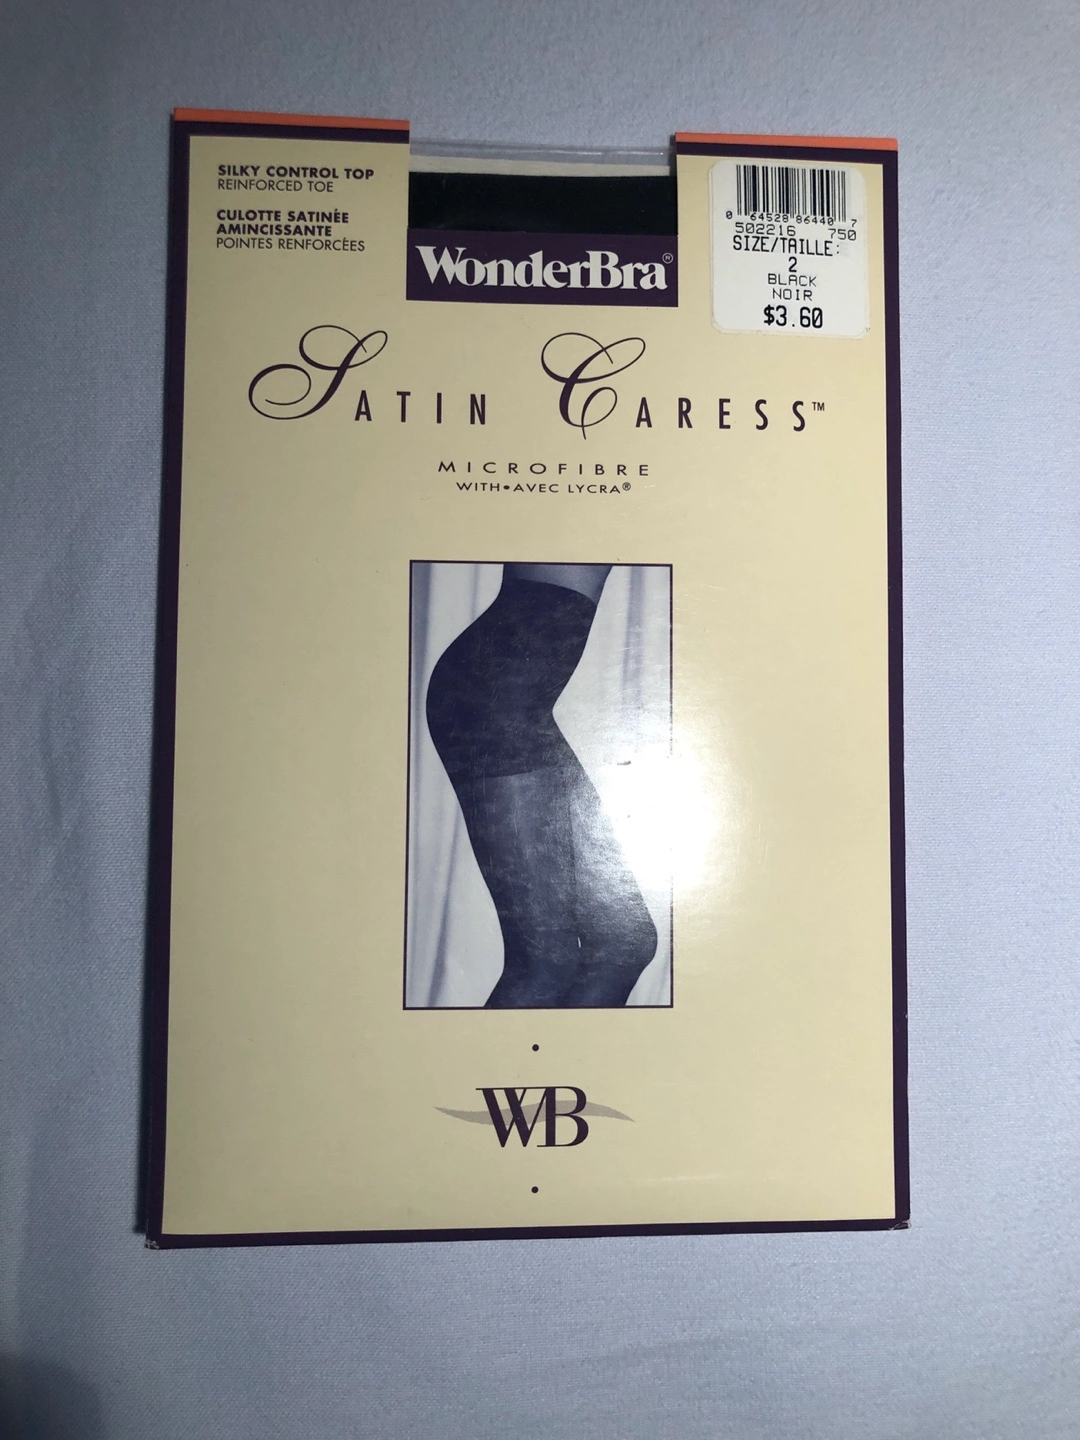 SILKY CONTROL TOP
REINFORCED TOE
CULOTTE SATINÉE
AMINCISSANTE
POINTES RENFORCÉES
WonderBra®
0 64528 86440 7
502216 750
SIZE/TAILLE:
2
BLACK
NOIR
$3.60
SATIN CARESS™
MICROFIBRE
WITH•AVEC LYCRA®
WB